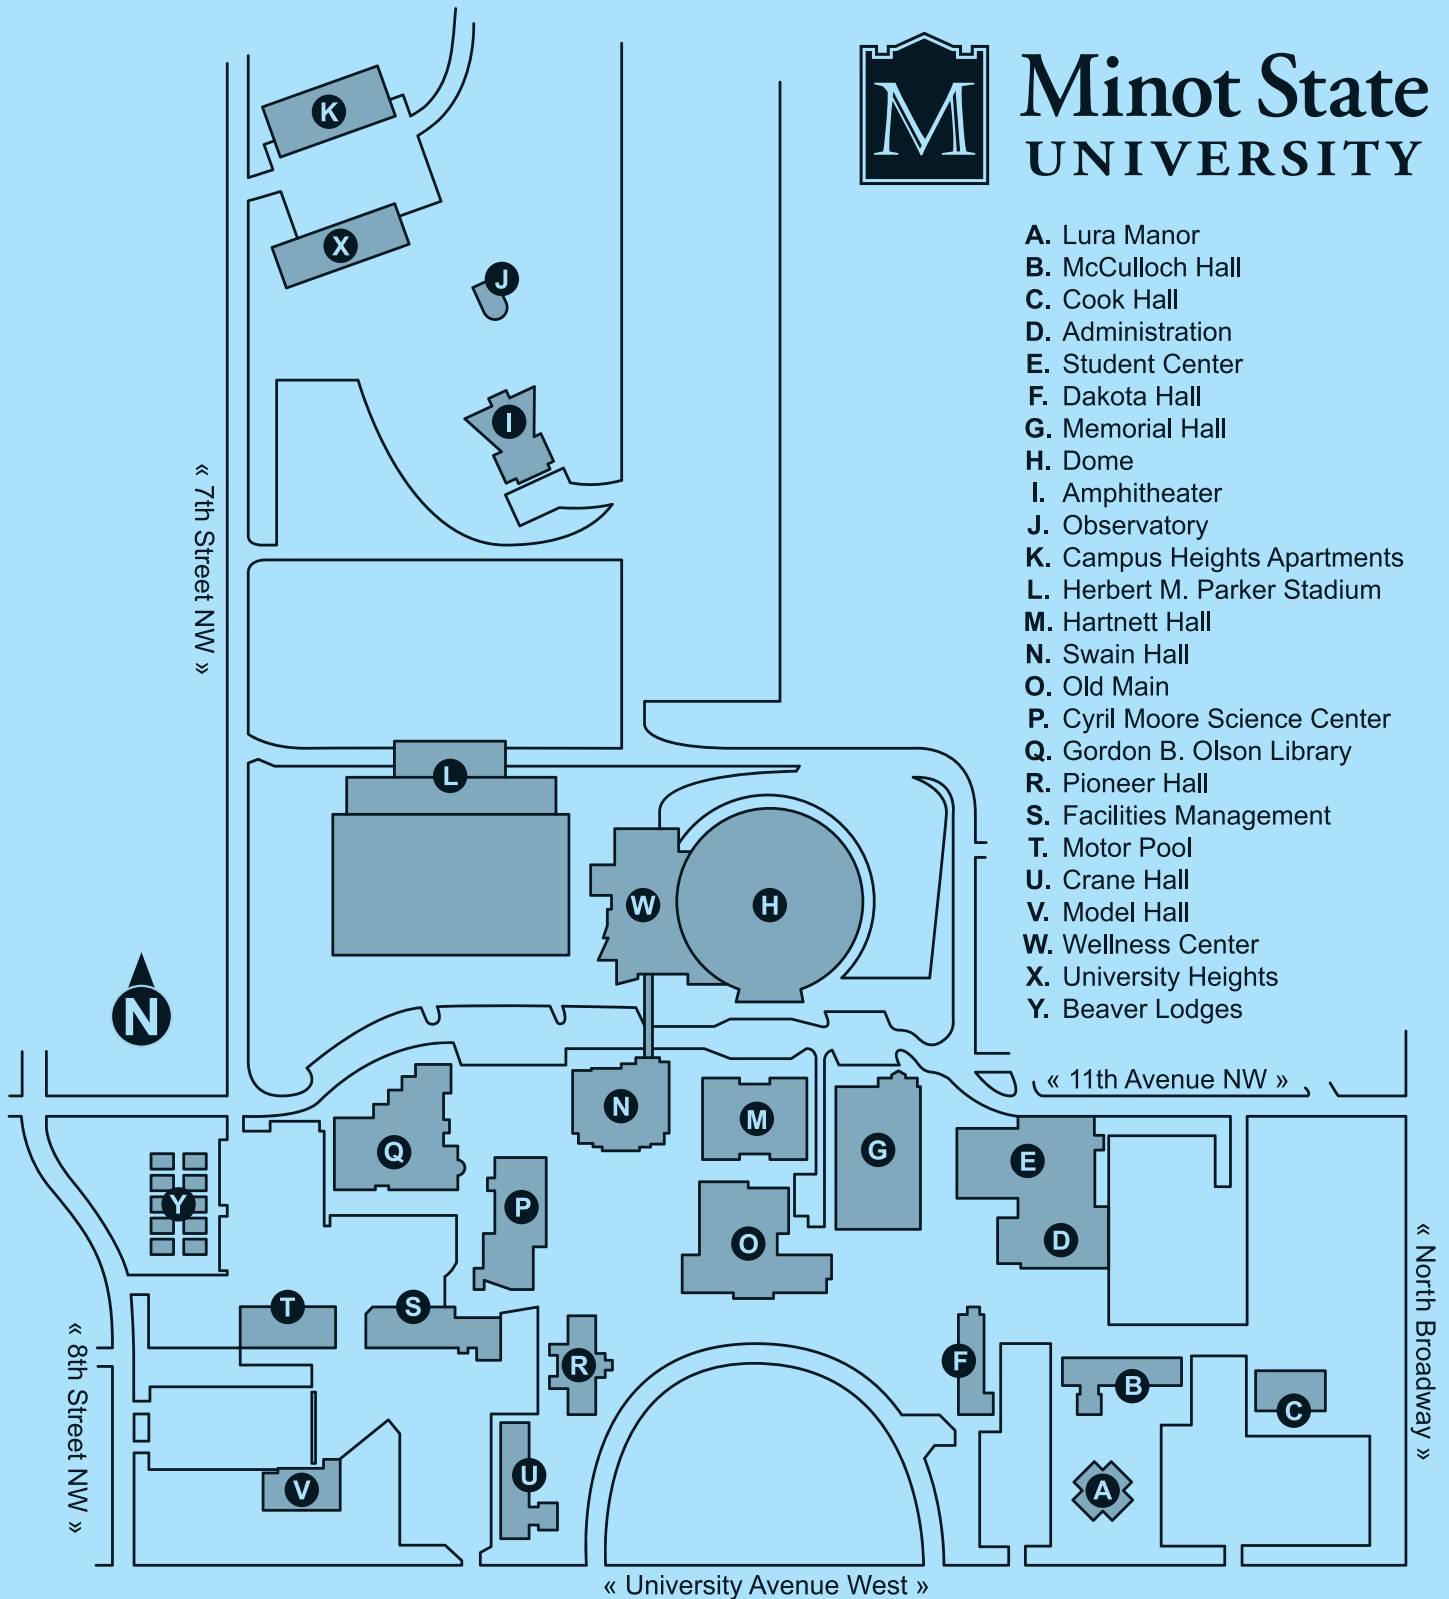 M
Minot State
UNIVERSITY
A. Lura Manor
B. McCulloch Hall
C. Cook Hall
D. Administration
E. Student Center
F. Dakota Hall
G. Memorial Hall
H. Dome
I. Amphitheater
J. Observatory
K. Campus Heights Apartments
L. Herbert M. Parker Stadium
M. Hartnett Hall
N. Swain Hall
O. Old Main
P. Cyril Moore Science Center
Q. Gordon B. Olson Library
R. Pioneer Hall
S. Facilities Management
T. Motor Pool
U. Crane Hall
V. Model Hall
W. Wellness Center
X. University Heights
Y. Beaver Lodges
K
X
J
I
« 7th Street NW »
L
W
H
N
« 11th Avenue NW »
N
M
Q
G
E
Y
P
O
D
« North Broadway »
T
S
« 8th Street NW »
R
F
B
C
U
V
A
« University Avenue West »